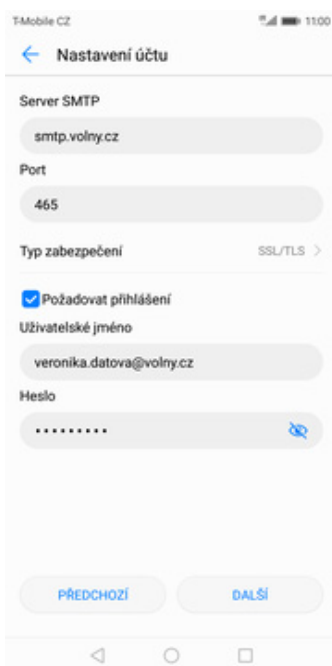 T-Mobile CZ 11:00
Nastavení účtu
Server SMTP
smtp.volny.cz
Port
465
Typ zabezpečení SSL/TLS
Požadovat přihlášení
Uživatelské jméno
veronika.datova@volny.cz
Heslo
•••••••••
PŘEDCHOZÍ DALŠÍ